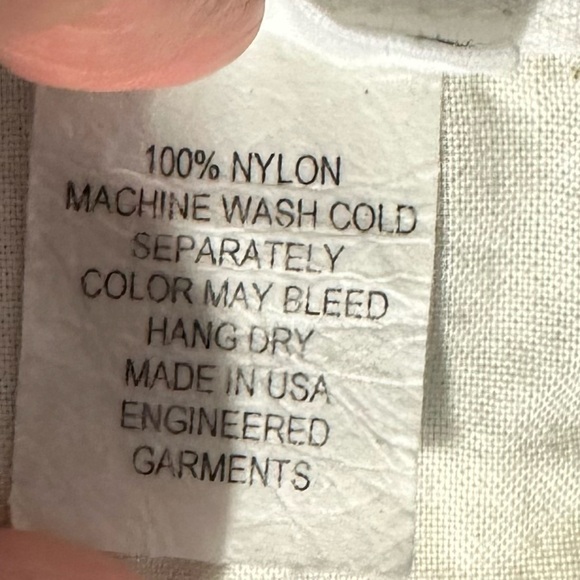 100% NYLON
MACHINE WASH COLD
SEPARATELY
COLOR MAY BLEED
HANG DRY
MADE IN USA
ENGINEERED
GARMENTS